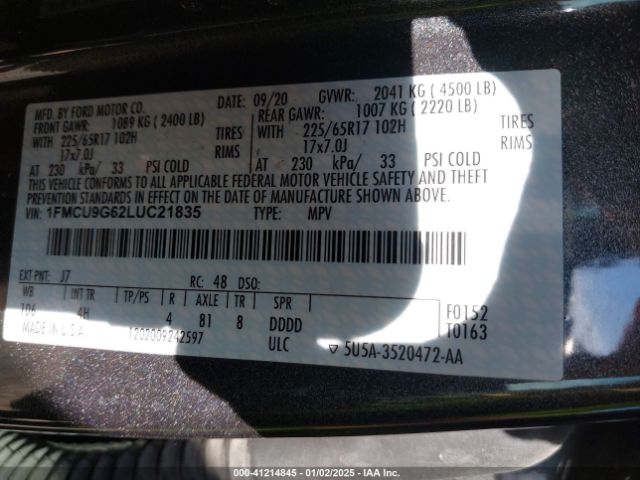 MFD. BY FORD MOTOR CO.
DATE: 09/20 GVWR: 2041 KG ( 4500 LB)
FRONT GAWR: 1089 KG ( 2400 LB)
REAR GAWR: 1007 KG ( 2220 LB)
WITH 225/65R17 102H TIRES
17x7.0J RIMS
AT 230 kPa/ 33 PSI COLD
WITH 225/65R17 102H TIRES
17x7.0J RIMS
AT 230 kPa/ 33 PSI COLD
THIS VEHICLE CONFORMS TO ALL APPLICABLE FEDERAL MOTOR VEHICLE SAFETY AND THEFT
PREVENTION STANDARDS IN EFFECT ON THE DATE OF MANUFACTURE SHOWN ABOVE.
VIN: 1FMCU9G62LUC21835 TYPE: MPV
EXT PNT: J7 RC: 48 DSO:
WB INT TR TP/PS R AXLE TR SPR
106 4H 4 81 8 DDDD
F0152
T0163
MADE IN U.S.A. T202009242597 ULC 5U5A-3520472-AA
000-41214845 | 01/02/2025 | IAA Inc.